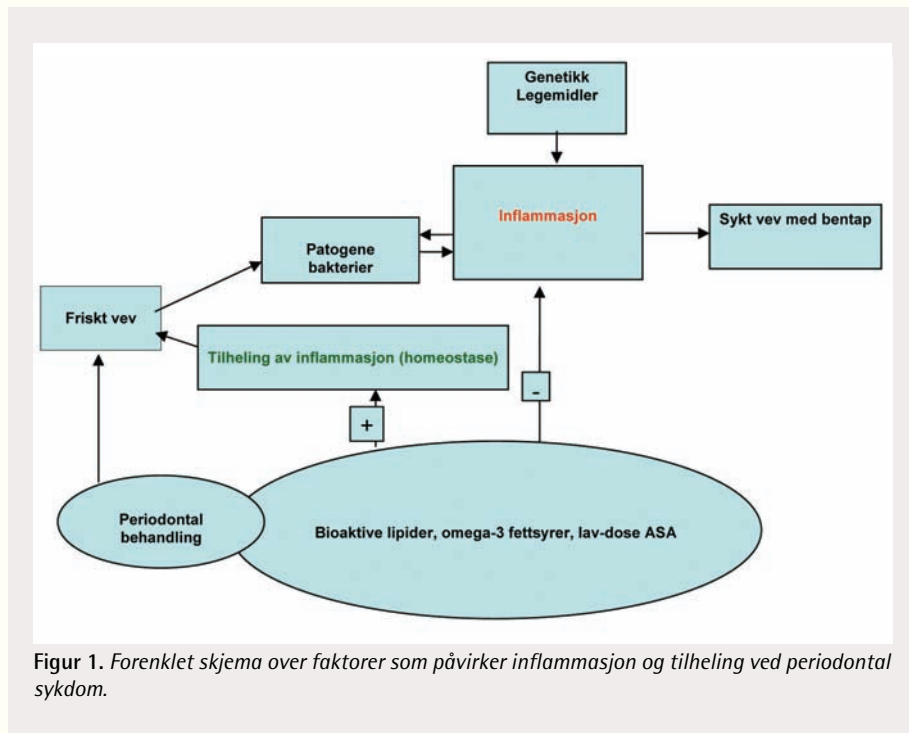 Genetikk
Legemidler
Inflammasjon
Sykt vev med bentap
Patogene
bakterier
Friskt vev
Tilheling av inflammasjon (homeostase)
-
+
Periodontal
behandling
Bioaktive lipider, omega-3 fettsyrer, lav-dose ASA
Figur 1. Forenklet skjema over faktorer som påvirker inflammasjon og tilheling ved periodontal
sykdom.